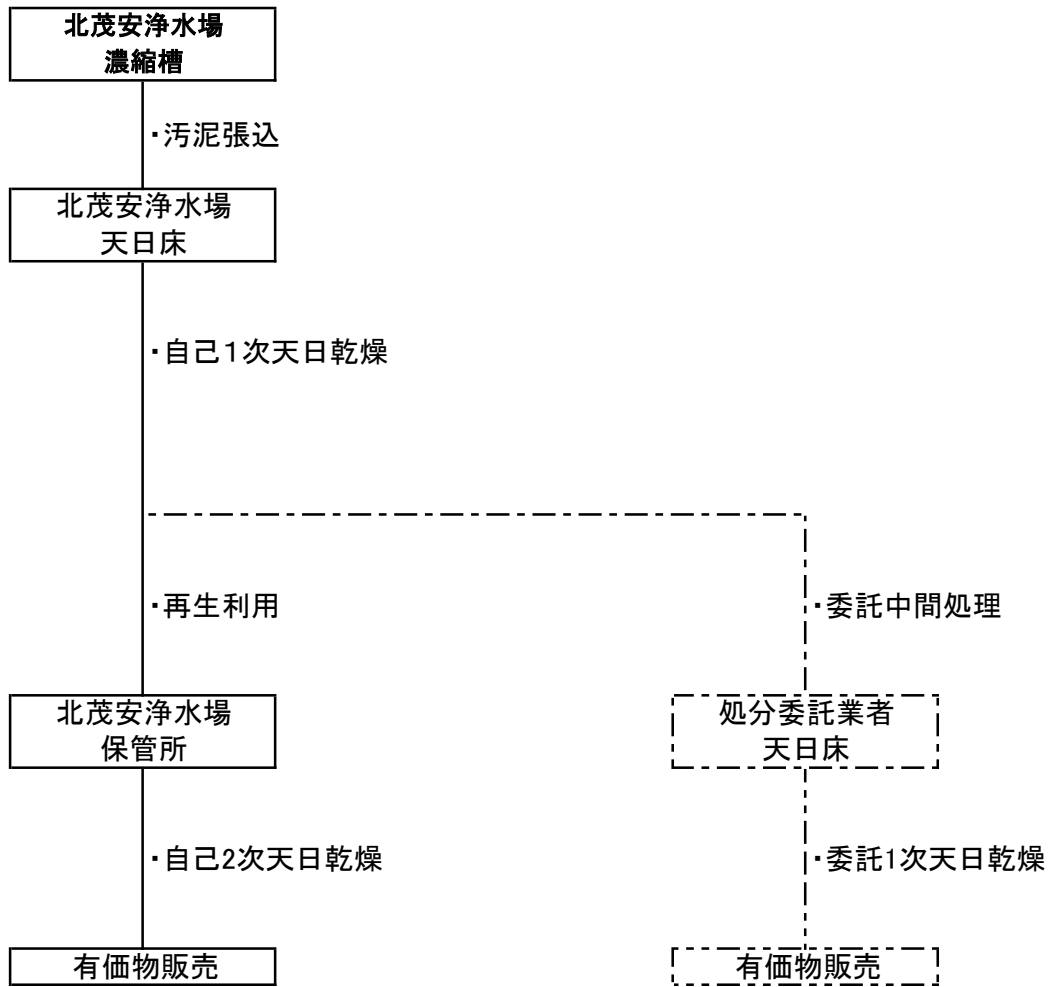 北茂安浄水場
濃縮槽
・汚泥張込
北茂安浄水場
天日床
・自己１次天日乾燥
・再生利用
・委託中間処理
北茂安浄水場
保管所
処分委託業者
天日床
・自己2次天日乾燥
・委託1次天日乾燥
有価物販売
有価物販売